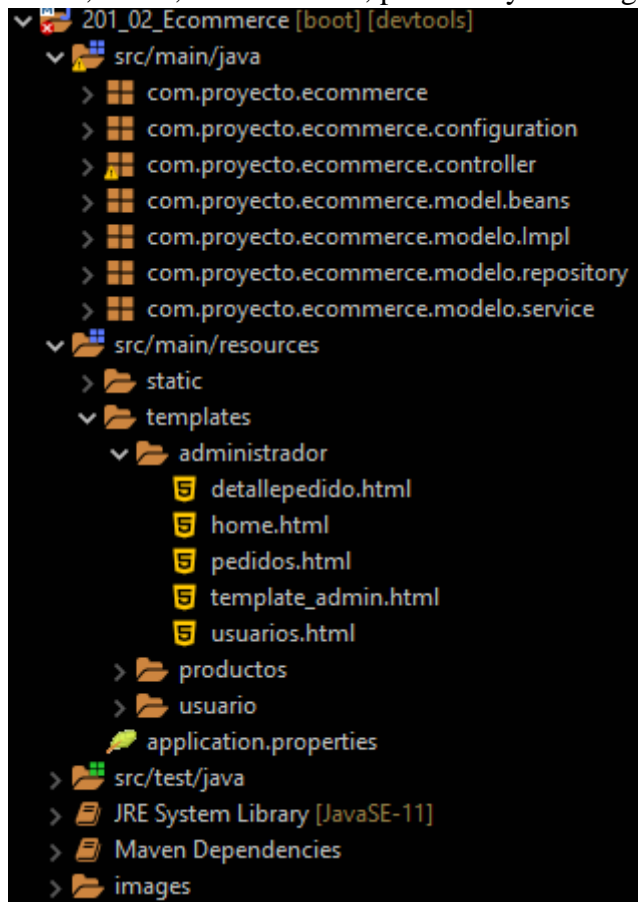 201_02_Ecommerce [boot] [devtools]
src/main/java
com.proyecto.ecommerce
com.proyecto.ecommerce.configuration
com.proyecto.ecommerce.controller
com.proyecto.ecommerce.model.beans
com.proyecto.ecommerce.modelo.Impl
com.proyecto.ecommerce.modelo.repository
com.proyecto.ecommerce.modelo.service
src/main/resources
static
templates
administrador
detallepedido.html
home.html
pedidos.html
template_admin.html
usuarios.html
productos
usuario
application.properties
src/test/java
JRE System Library [JavaSE-11]
Maven Dependencies
images